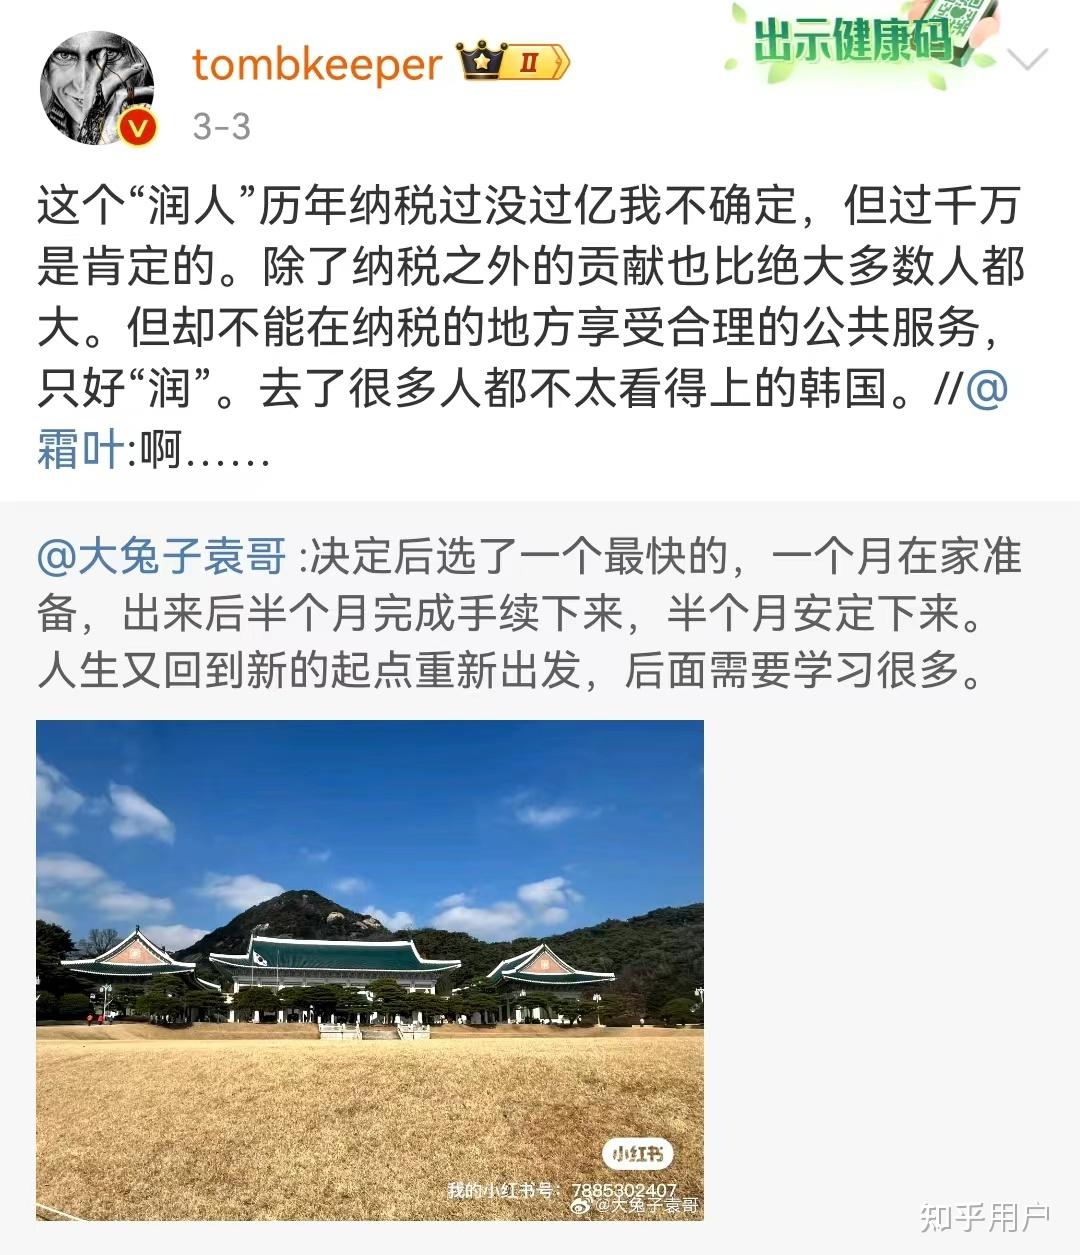 tombkeeper
II
出示健康码
3-3
这个“润人”历年纳税过没过亿我不确定，但过千万
是肯定的。除了纳税之外的贡献也比绝大多数人都
大。但却不能在纳税的地方享受合理的公共服务，
只好“润”。去了很多人都不太看得上的韩国。//@
霜叶:啊……
@大兔子袁哥 :决定后选了一个最快的，一个月在家准
备，出来后半个月完成手续下来，半个月安定下来。
人生又回到新的起点重新出发，后面需要学习很多。
小红书
我的小红书号：7885302407
@大兔子袁哥
知乎用户